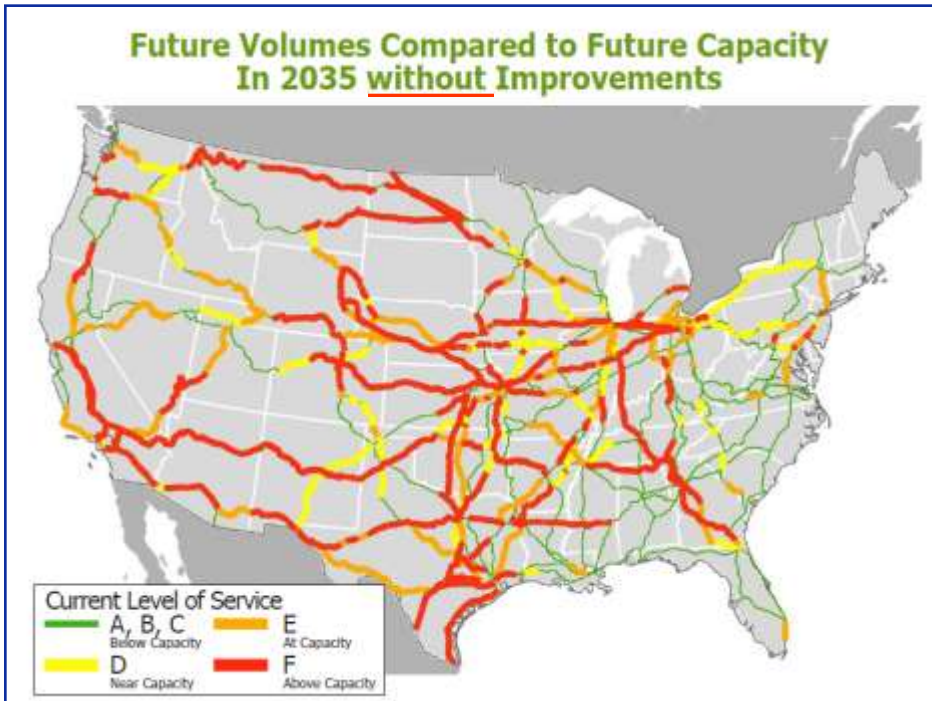 Future Volumes Compared to Future Capacity
In 2035 without Improvements
Current Level of Service
A, B, C
Below Capacity
E
At Capacity
D
Near Capacity
F
Above Capacity